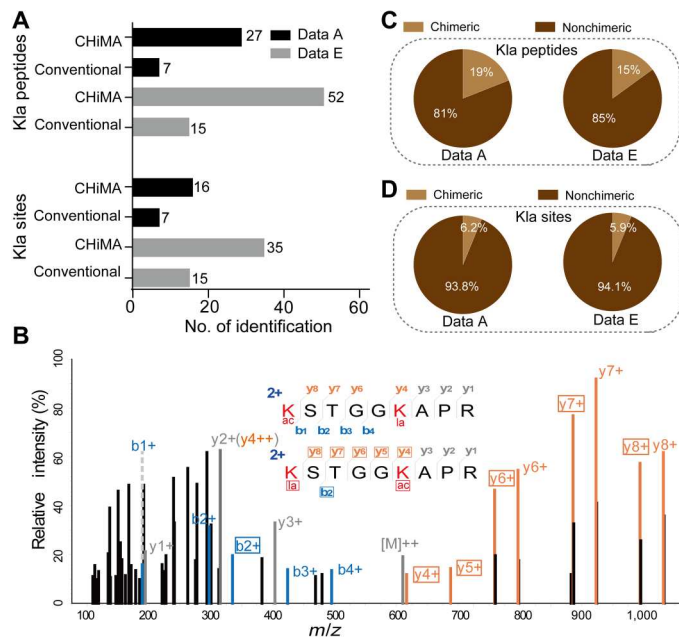 A
Kla peptides
CHiMA 27
Conventional 7
CHiMA 52
Conventional 15
Data A
Data E
Kla sites
CHiMA 16
Conventional 7
CHiMA 35
Conventional 15
0 20 40 60
No. of identification
C
Chimeric Nonchimeric
Kla peptides
19% 15%
81% 85%
Data A Data E
D
Chimeric Nonchimeric
Kla sites
6.2% 5.9%
93.8% 94.1%
Data A Data E
B
Relative intensity (%)
100
80
60
40
20
0
y8 y7 y6 y4 y3 y2 y1
2+
K S T G G K A P R
ac la
b1 b2 b3 b4
y8 y7 y6 y5 y4 y3 y2 y1
2+
K S T G G K A P R
la ac
b2
b1+
y2+(y4++)
y1+
b2+
b2+
y3+
b3+
b4+
[M]++
y4+
y5+
y6+
y6+
y7+
y7+
y8+
y8+
100 200 300 400 500 600 700 800 900 1,000
m/z